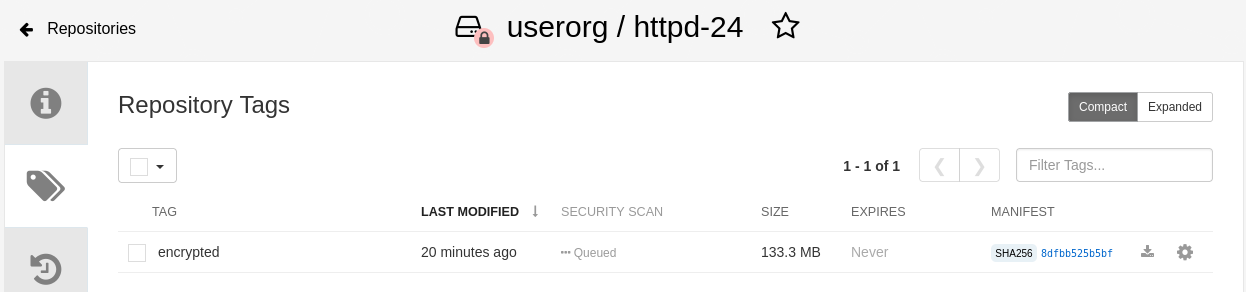 Repositories
userorg / httpd-24
Repository Tags
Compact Expanded
1 - 1 of 1
Filter Tags...
TAG LAST MODIFIED SECURITY SCAN SIZE EXPIRES MANIFEST
encrypted 20 minutes ago Queued 133.3 MB Never SHA256 8dfbb525b5bf